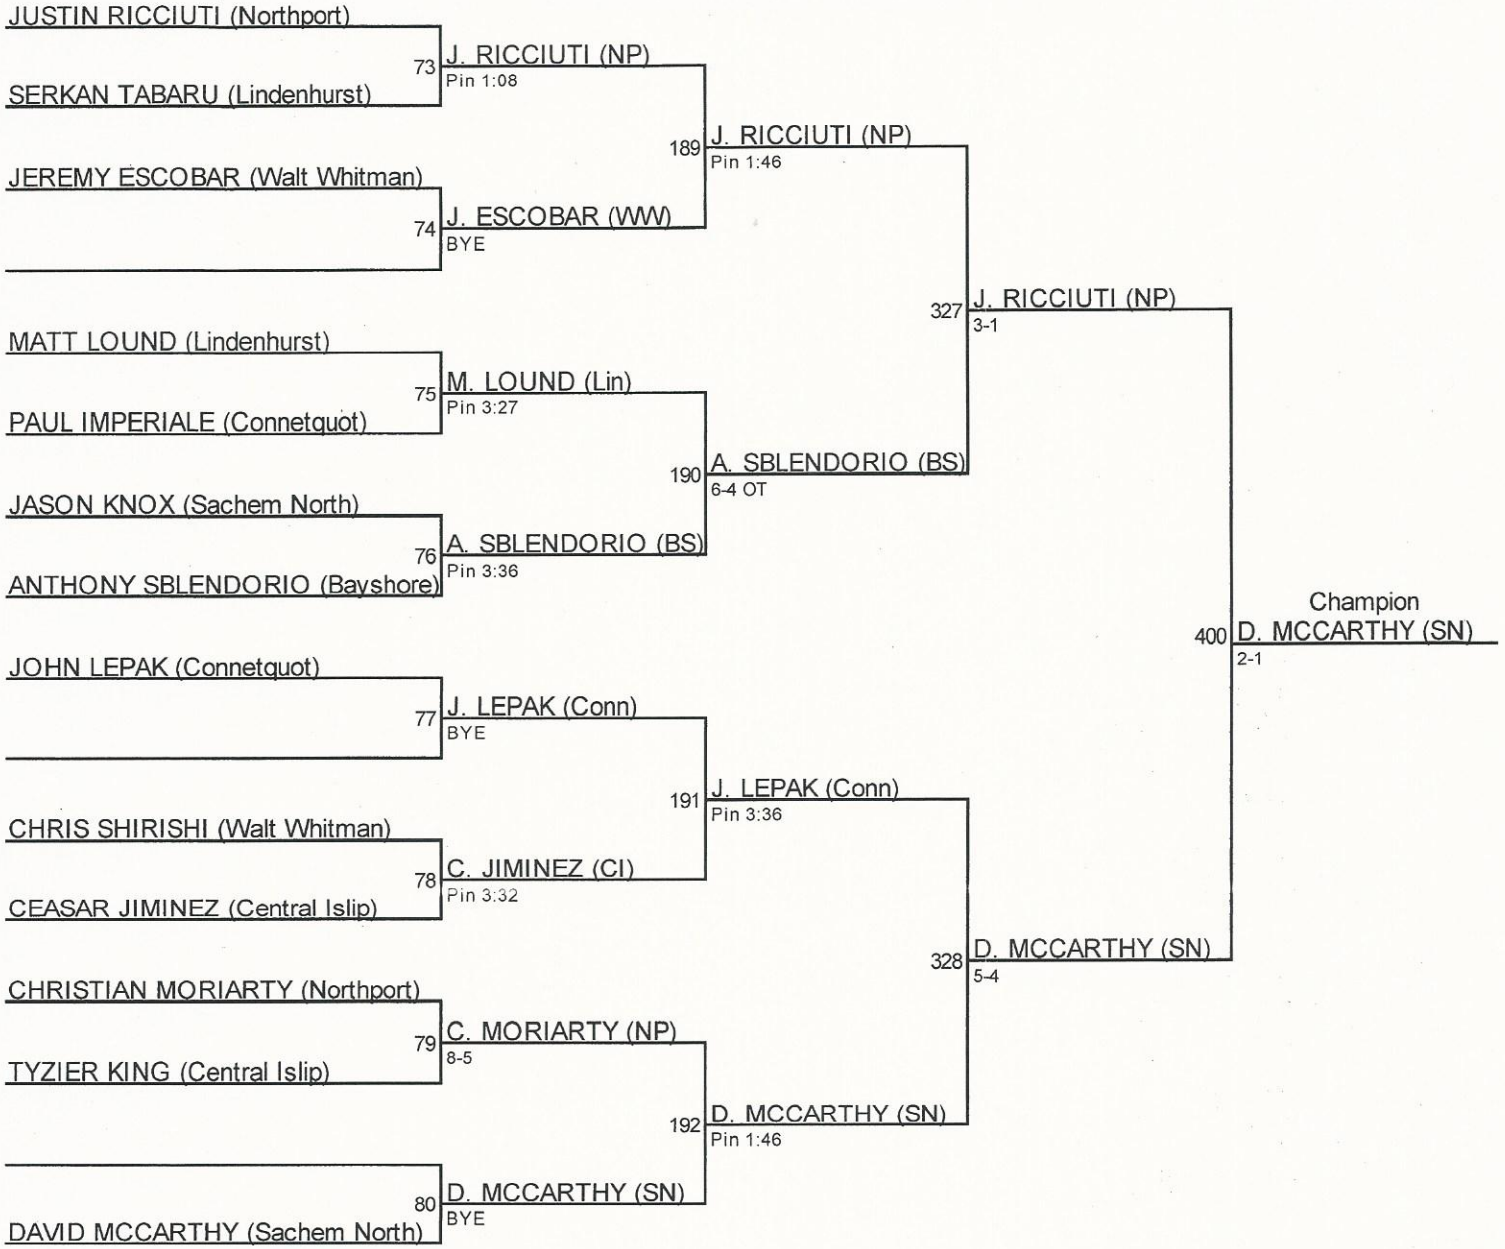 JUSTIN RICCIUTI (Northport)
73
J. RICCIUTI (NP)
Pin 1:08
SERKAN TABARU (Lindenhurst)
189
J. RICCIUTI (NP)
Pin 1:46
JEREMY ESCOBAR (Walt Whitman)
74
J. ESCOBAR (WW)
BYE
327
J. RICCIUTI (NP)
3-1
MATT LOUND (Lindenhurst)
75
M. LOUND (Lin)
Pin 3:27
PAUL IMPERIALE (Connetquot)
190
A. SBLENDORIO (BS)
6-4 OT
JASON KNOX (Sachem North)
76
A. SBLENDORIO (BS)
Pin 3:36
ANTHONY SBLENDORIO (Bayshore)
Champion
400
D. MCCARTHY (SN)
2-1
JOHN LEPAK (Connetquot)
77
J. LEPAK (Conn)
BYE
191
J. LEPAK (Conn)
Pin 3:36
CHRIS SHIRISHI (Walt Whitman)
78
C. JIMINEZ (CI)
Pin 3:32
CEASAR JIMINEZ (Central Islip)
328
D. MCCARTHY (SN)
5-4
CHRISTIAN MORIARTY (Northport)
79
C. MORIARTY (NP)
8-5
TYZIER KING (Central Islip)
192
D. MCCARTHY (SN)
Pin 1:46
80
D. MCCARTHY (SN)
BYE
DAVID MCCARTHY (Sachem North)